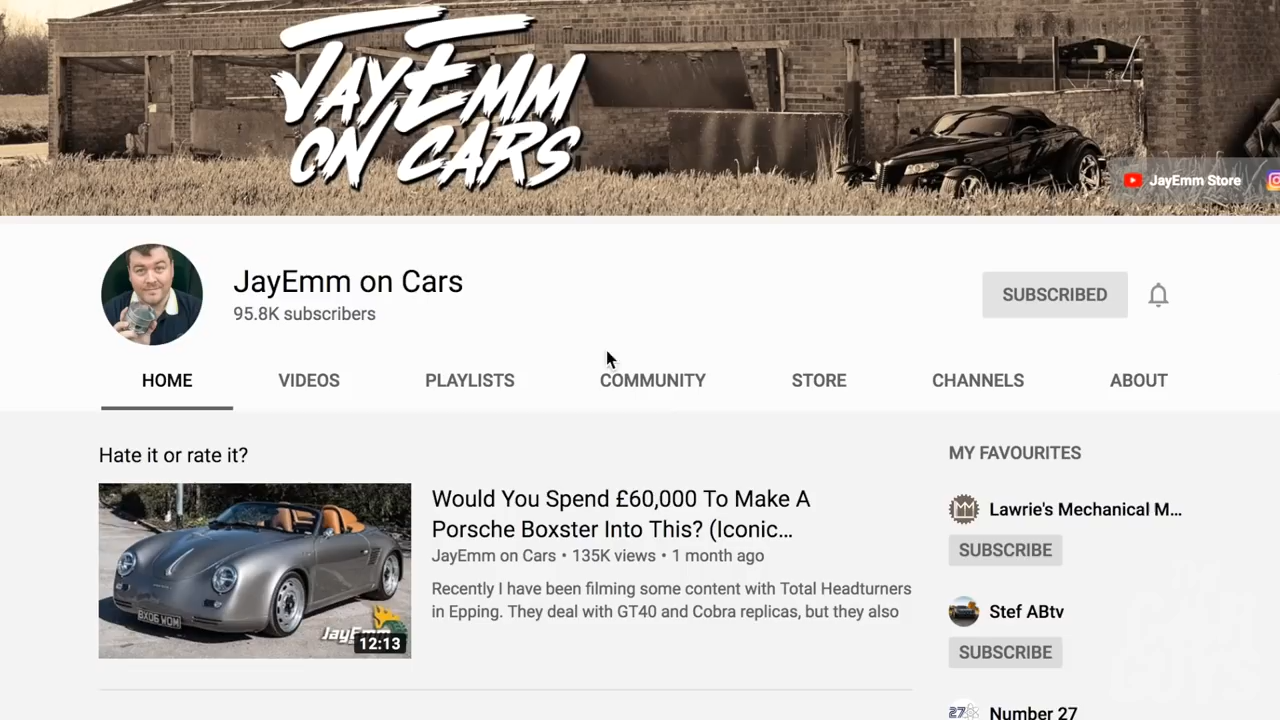 JAYEMM
ON CARS
JayEmm Store
JayEmm on Cars
95.8K subscribers
SUBSCRIBED
HOME
VIDEOS
PLAYLISTS
COMMUNITY
STORE
CHANNELS
ABOUT
Hate it or rate it?
Would You Spend £60,000 To Make A
Porsche Boxster Into This? (Iconic...
JayEmm on Cars • 135K views • 1 month ago
Recently I have been filming some content with Total Headturners
in Epping. They deal with GT40 and Cobra replicas, but they also
BX06 WOM
JayEmm
12:13
MY FAVOURITES
Lawrie's Mechanical M...
SUBSCRIBE
Stef ABtv
SUBSCRIBE
27
Number 27